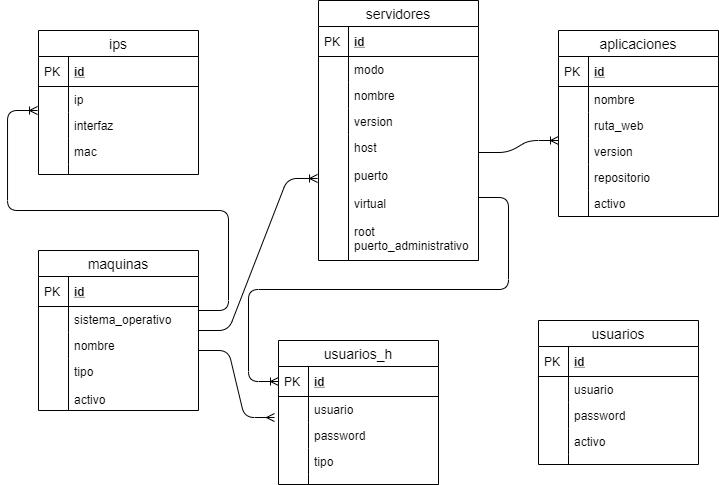 ips
PK id
ip
interfaz
mac
servidores
PK id
modo
nombre
version
host
puerto
virtual
root
puerto_administrativo
aplicaciones
PK id
nombre
ruta_web
version
repositorio
activo
maquinas
PK id
sistema_operativo
nombre
tipo
activo
usuarios_h
PK id
usuario
password
tipo
usuarios
PK id
usuario
password
activo